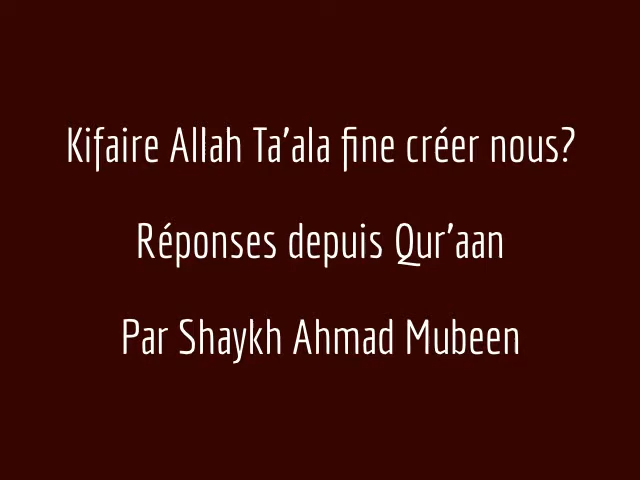 Kifaire Allah Ta'ala fine créer nous?
Réponses depuis Qur'aan
Par Shaykh Ahmad Mubeen